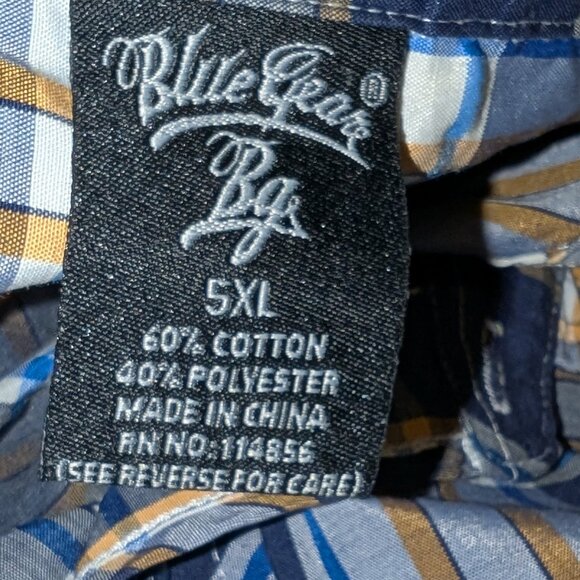 Blue Gear ®
Bg
5XL
60% COTTON
40% POLYESTER
MADE IN CHINA
RN NO: 114856
(SEE REVERSE FOR CARE)